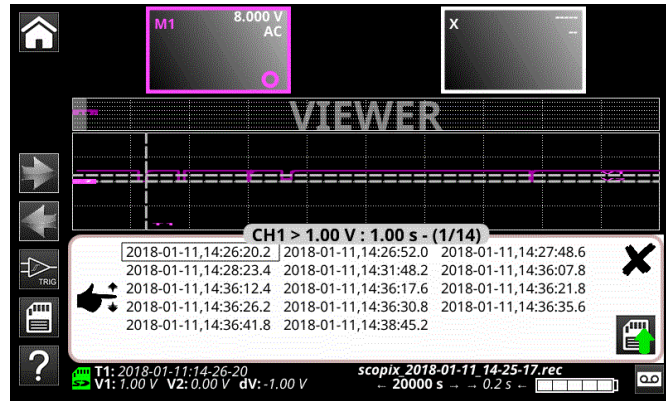 M1 8.000 V
AC
X -----
--
VIEWER
CH1 > 1.00 V : 1.00 s - (1/14)
2018-01-11,14:26:20.2 2018-01-11,14:26:52.0 2018-01-11,14:27:48.6
2018-01-11,14:28:23.4 2018-01-11,14:31:48.2 2018-01-11,14:36:07.8
2018-01-11,14:36:12.4 2018-01-11,14:36:17.6 2018-01-11,14:36:21.8
2018-01-11,14:36:26.2 2018-01-11,14:36:30.8 2018-01-11,14:36:35.6
2018-01-11,14:36:41.8 2018-01-11,14:38:45.2
TRIG
?
SD T1: 2018-01-11:14-26-20 scopix_2018-01-11_14-25-17.rec
V1: 1.00 V V2: 0.00 V dV: -1.00 V ← 20000 s → → 0.2 s ←